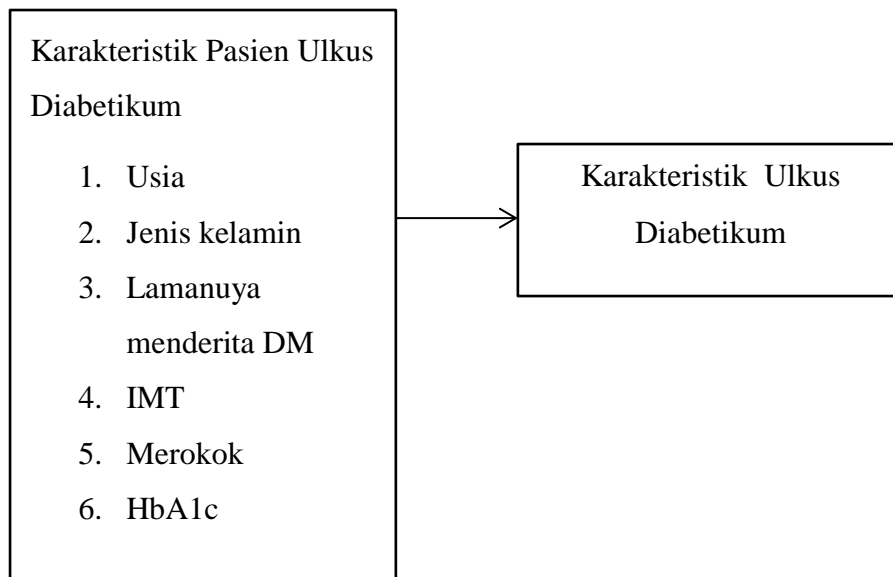 Karakteristik Pasien Ulkus
Diabetikum
1. Usia
2. Jenis kelamin
3. Lamanuya
menderita DM
4. IMT
5. Merokok
6. HbA1c
Karakteristik Ulkus
Diabetikum